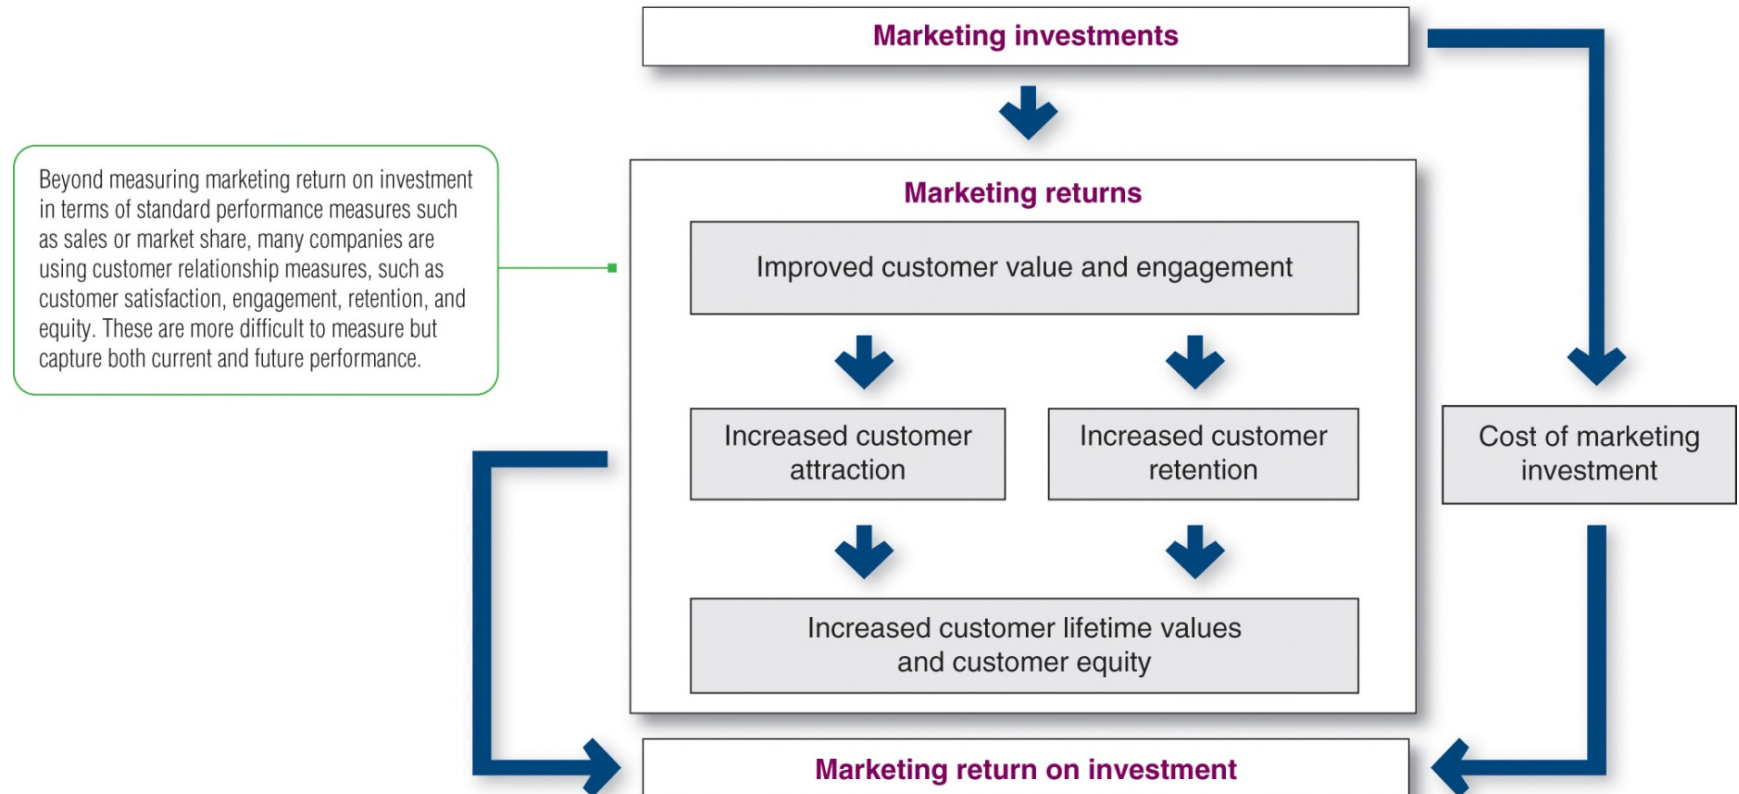 Marketing investments
Beyond measuring marketing return on investment
in terms of standard performance measures such
as sales or market share, many companies are
using customer relationship measures, such as
customer satisfaction, engagement, retention, and
equity. These are more difficult to measure but
capture both current and future performance.
Marketing returns
Improved customer value and engagement
Increased customer
attraction
Increased customer
retention
Cost of marketing
investment
Increased customer lifetime values
and customer equity
Marketing return on investment